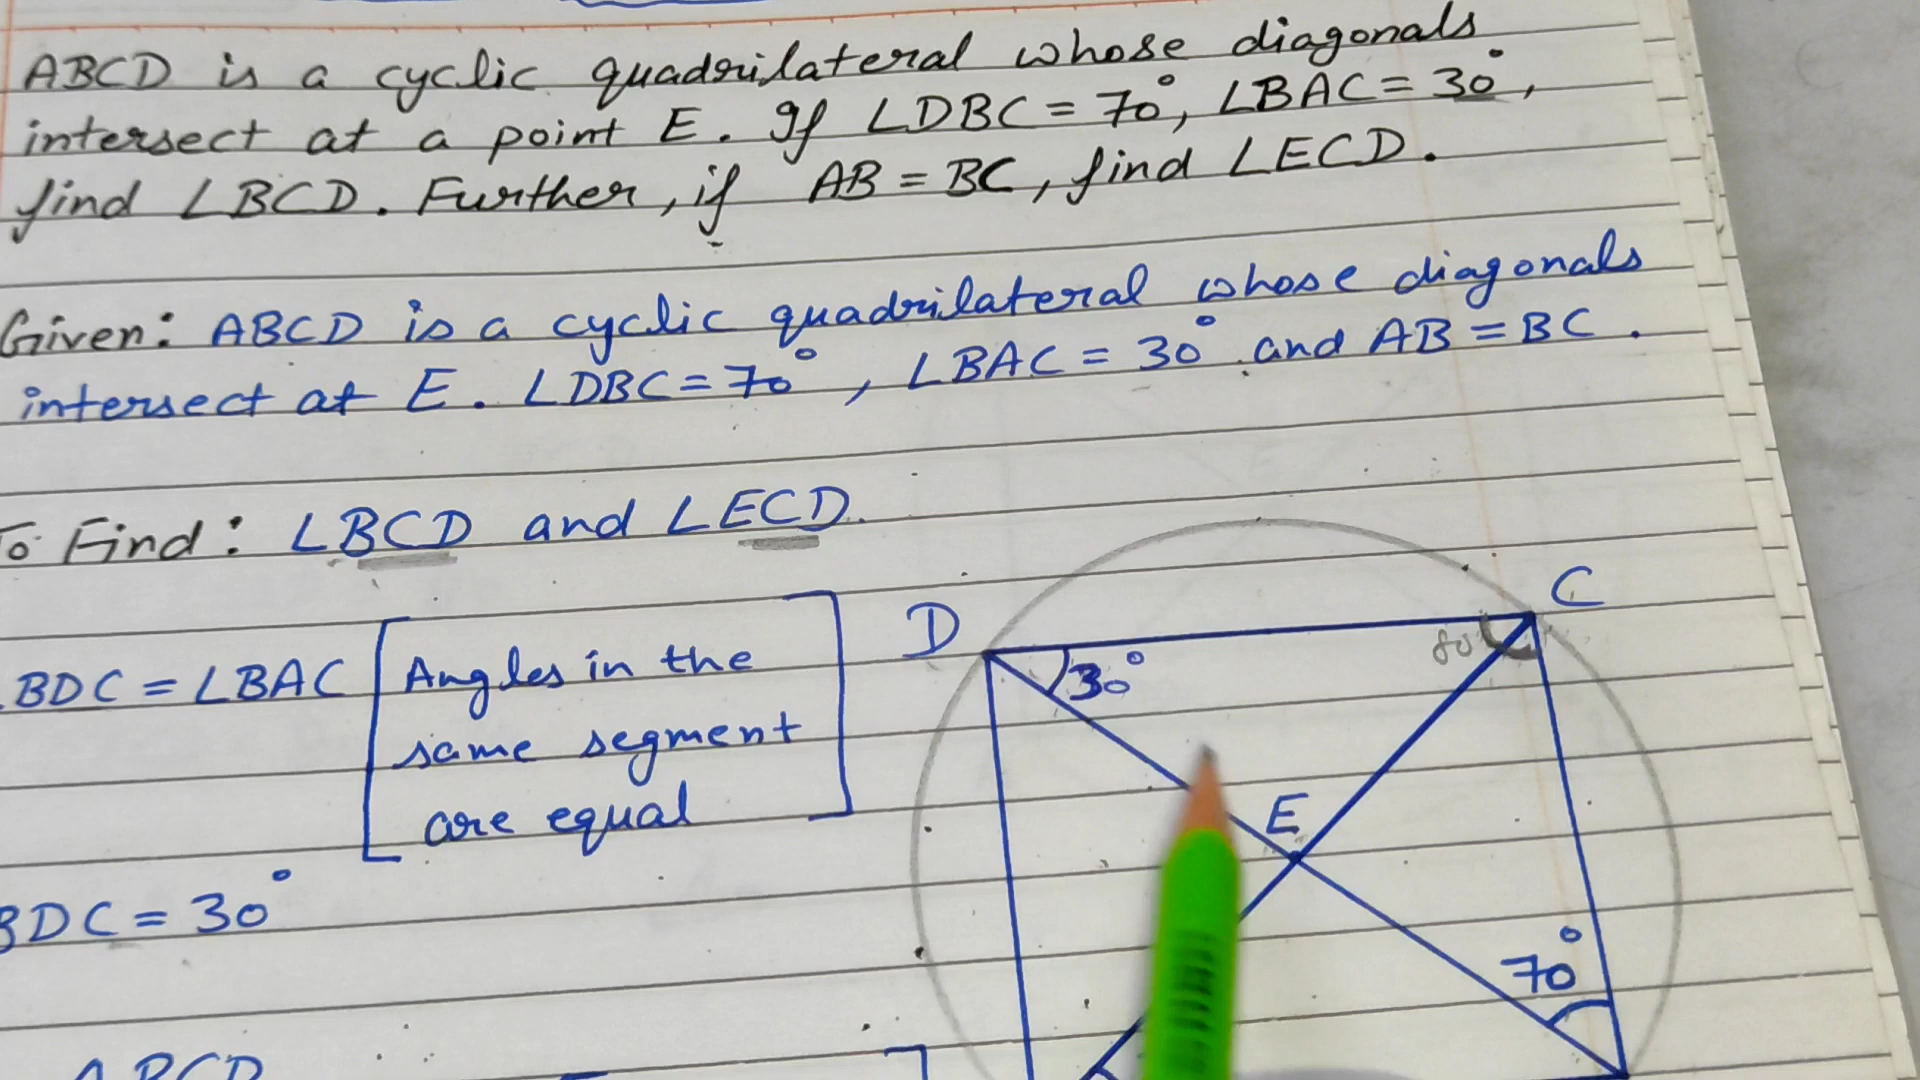 ABCD is a cyclic quadrilateral whose diagonals
intersect at a point E. If ∠DBC = 70°, ∠BAC = 30°,
find ∠BCD. Further, if AB = BC, find ∠ECD.
Given: ABCD is a cyclic quadrilateral whose diagonals
intersect at E. ∠DBC = 70°, ∠BAC = 30° and AB = BC.
To Find: ∠BCD and ∠ECD.
BDC = ∠BAC [Angles in the
same segment
are equal]
BDC = 30°
D
C
30°
80
E
70°